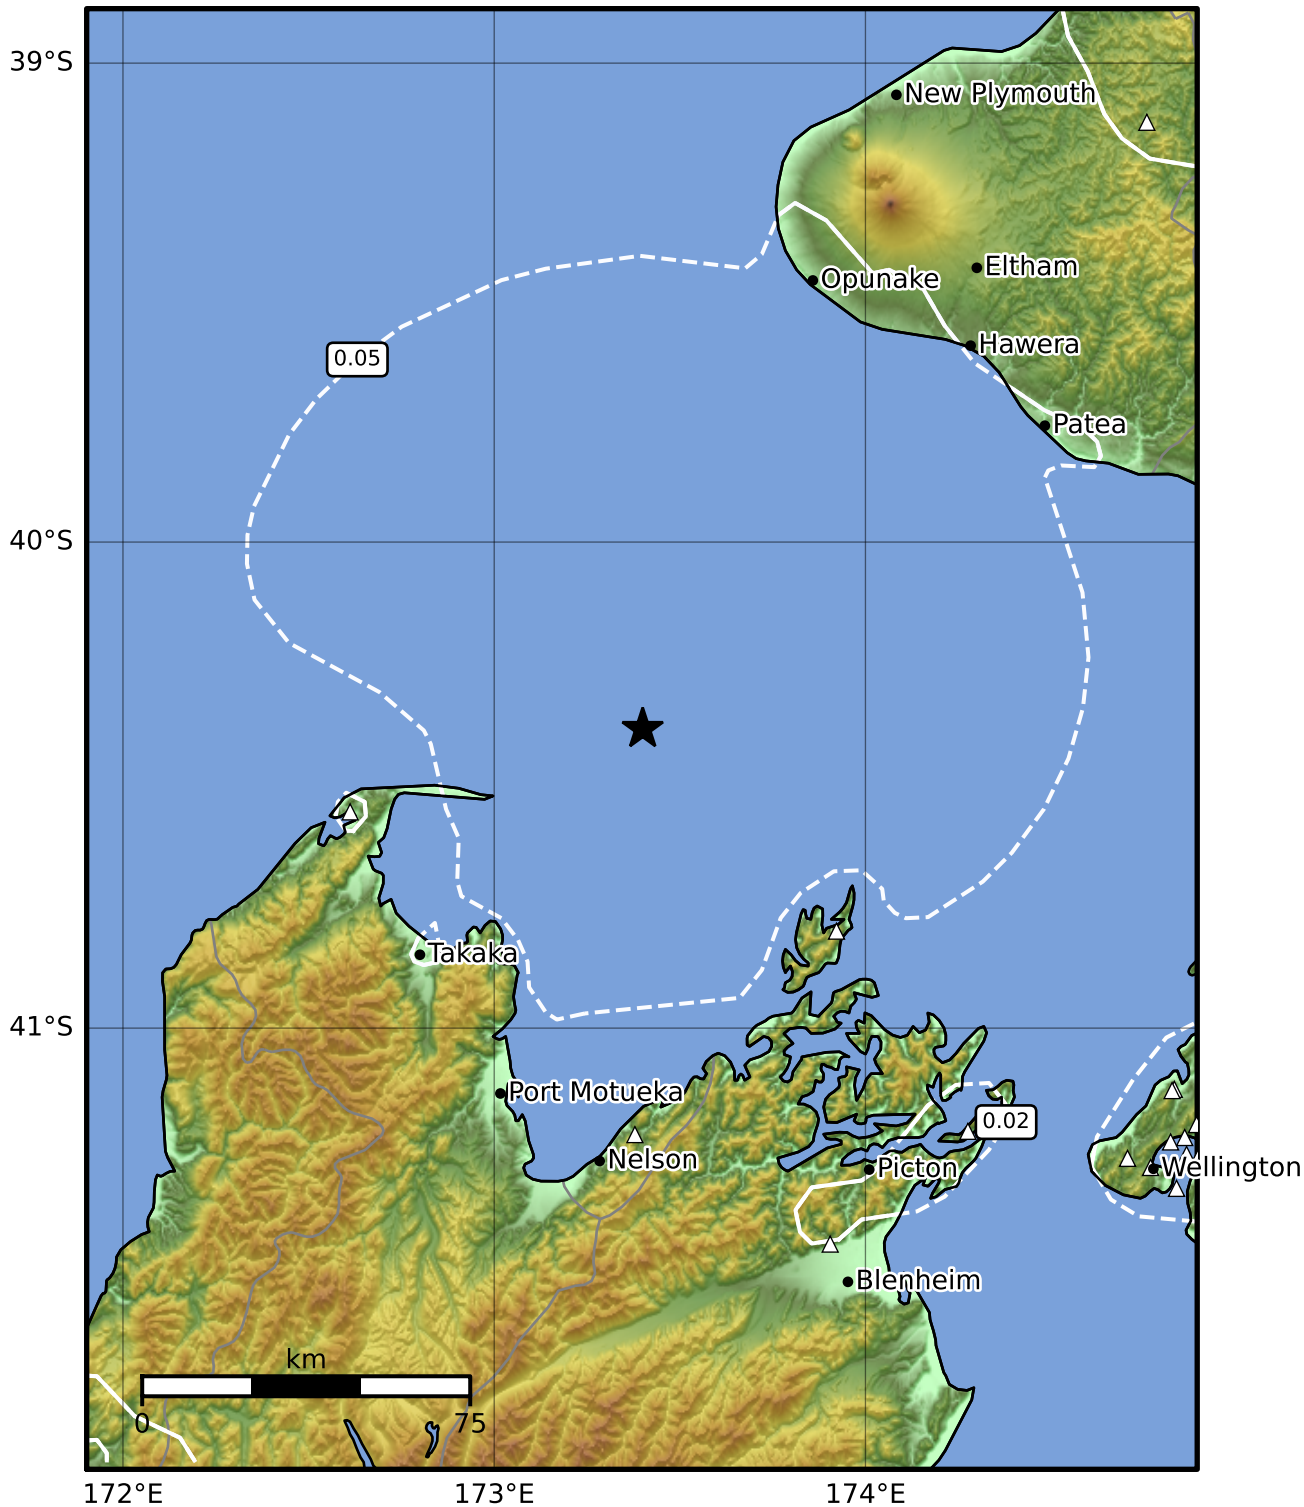 39°S
New Plymouth
Eltham
Opunake
Hawera
0.05
Patea
40°S
Takaka
41°S
Port Motueka
0.02
Nelson
Picton
Wellington
Blenheim
km
0 75
172°E 173°E 174°E